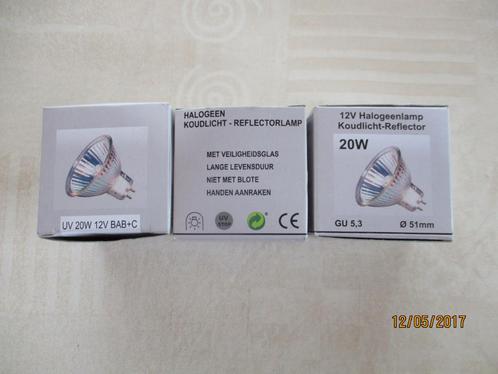 UV 20W 12V BAB+C
HALOGEEN
KOUDLICHT - REFLECTORLAMP
MET VEILIGHEIDSGLAS
LANGE LEVENSDUUR
NIET MET BLOTE
HANDEN AANRAKEN
UV
STOP
CE
12V Halogeenlamp
Koudlicht-Reflector
20W
GU 5,3
Ø 51mm
12/05/2017